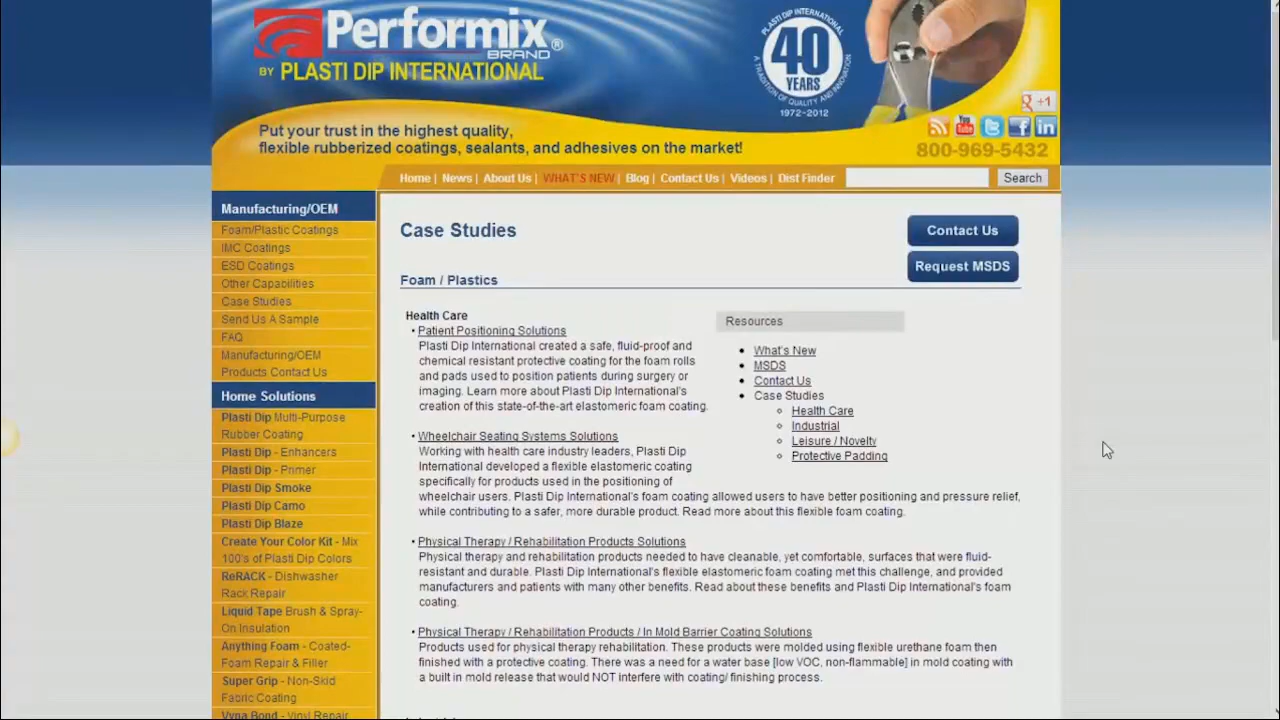 Performix®
BRAND
BY PLASTI DIP INTERNATIONAL
PLASTI DIP INTERNATIONAL
40
YEARS
A TRADITION OF QUALITY AND INNOVATION
1972-2012
+1
You
Tube
Put your trust in the highest quality,
flexible rubberized coatings, sealants, and adhesives on the market!
800-969-5432
Home | News | About Us | WHAT'S NEW | Blog | Contact Us | Videos | Dist Finder
Search
Manufacturing/OEM
Foam/Plastic Coatings
IMC Coatings
ESD Coatings
Other Capabilities
Case Studies
Send Us A Sample
FAQ
Manufacturing/OEM
Products Contact Us
Home Solutions
Plasti Dip Multi-Purpose
Rubber Coating
Plasti Dip - Enhancers
Plasti Dip - Primer
Plasti Dip Smoke
Plasti Dip Camo
Plasti Dip Blaze
Create Your Color Kit - Mix
100's of Plasti Dip Colors
ReRACK - Dishwasher
Rack Repair
Liquid Tape Brush & Spray-
On Insulation
Anything Foam - Coated-
Foam Repair & Filler
Super Grip - Non-Skid
Fabric Coating
Vyna Bond - Vinyl Repair
Case Studies
Contact Us
Request MSDS
Foam / Plastics
Health Care
• Patient Positioning Solutions
Plasti Dip International created a safe, fluid-proof and
chemical resistant protective coating for the foam rolls
and pads used to position patients during surgery or
imaging. Learn more about Plasti Dip International's
creation of this state-of-the-art elastomeric foam coating.
Resources
• What's New
• MSDS
• Contact Us
• Case Studies
Health Care
Industrial
Leisure / Novelty
Protective Padding
• Wheelchair Seating Systems Solutions
Working with health care industry leaders, Plasti Dip
International developed a flexible elastomeric coating
specifically for products used in the positioning of
wheelchair users. Plasti Dip International's foam coating allowed users to have better positioning and pressure relief,
while contributing to a safer, more durable product. Read more about this flexible foam coating.
• Physical Therapy / Rehabilitation Products Solutions
Physical therapy and rehabilitation products needed to have cleanable, yet comfortable, surfaces that were fluid-
resistant and durable. Plasti Dip International's flexible elastomeric foam coating met this challenge, and provided
manufacturers and patients with many other benefits. Read about these benefits and Plasti Dip International's foam
coating.
• Physical Therapy / Rehabilitation Products / In Mold Barrier Coating Solutions
Products used for physical therapy rehabilitation. These products were molded using flexible urethane foam then
finished with a protective coating. There was a need for a water base [low VOC, non-flammable] in mold coating with
a built in mold release that would NOT interfere with coating/ finishing process.